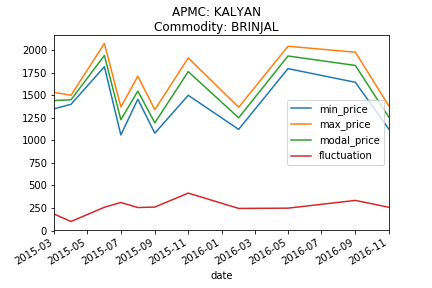 APMC: KALYAN
Commodity: BRINJAL
2000
1750
1500
1250
1000
750
500
250
0
min_price
max_price
modal_price
fluctuation
2015-03
2015-05
2015-07
2015-09
2015-11
2016-01
2016-03
2016-05
2016-07
2016-09
2016-11
date